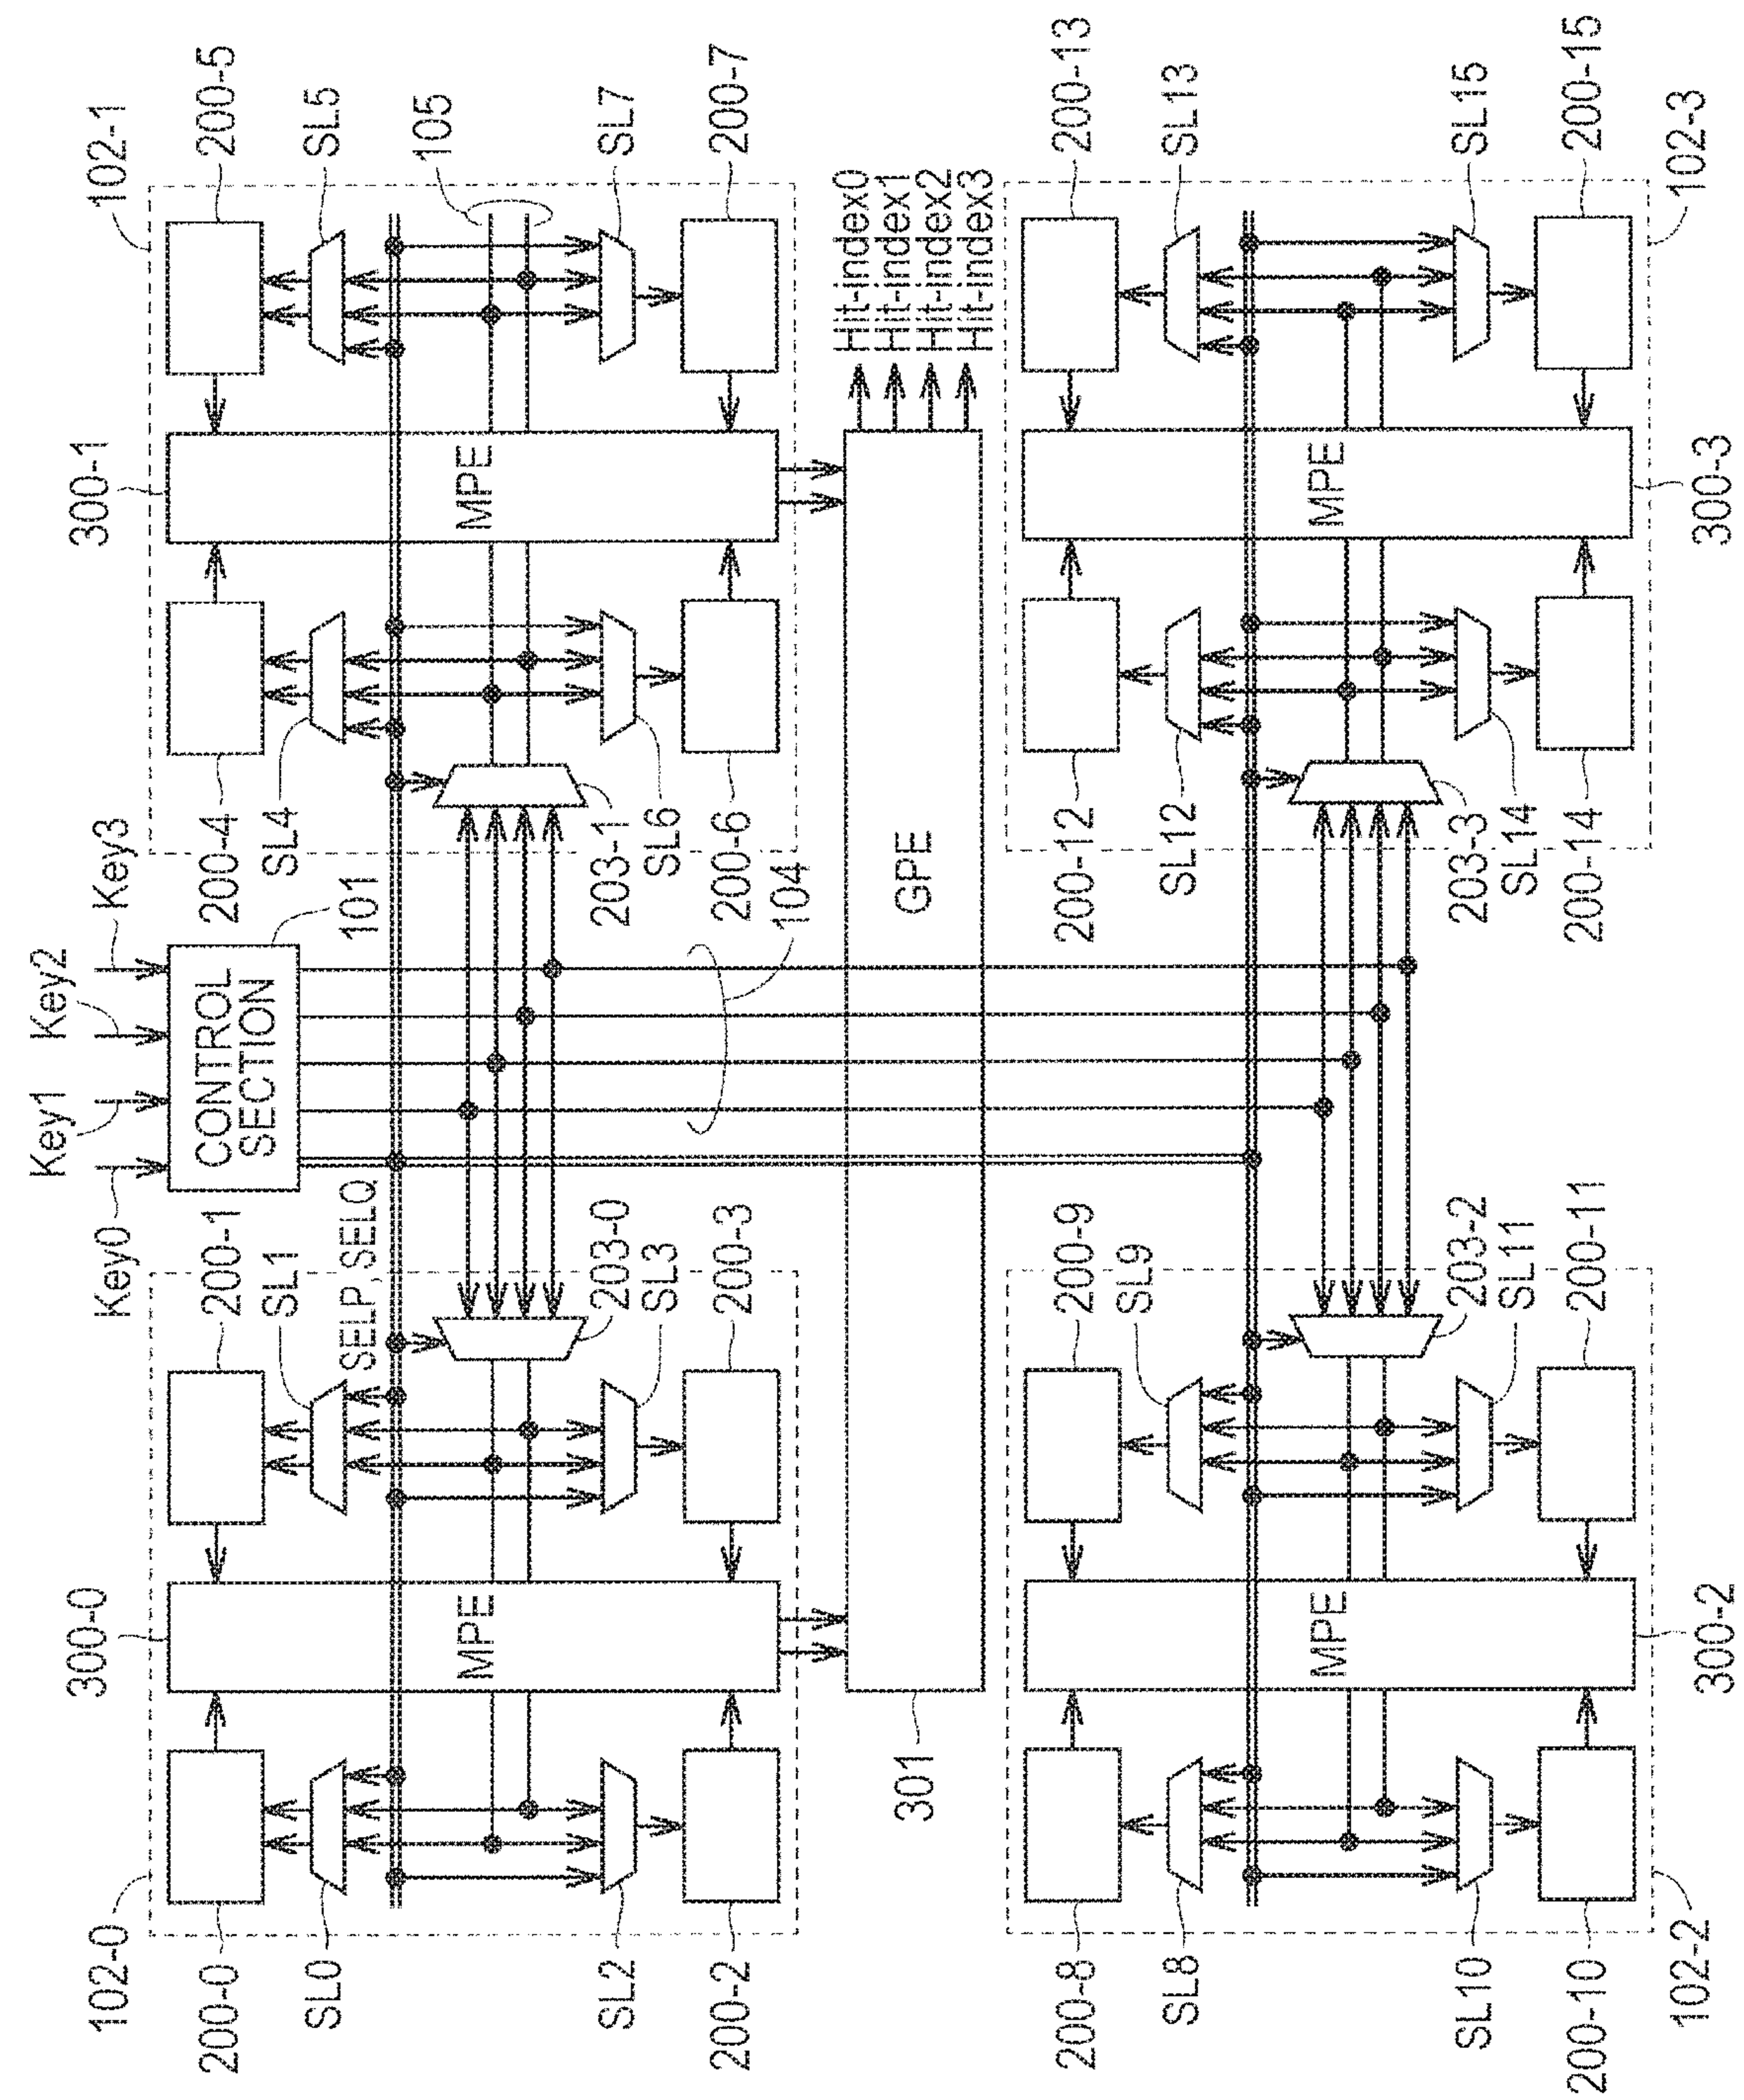 Key0
Key1
Key2
Key3
CONTROL
SECTION
101
102-0
200-0
SL0
SL2
200-2
300-0
MPE
200-1
SL1
SELP, SELQ
203-0
SL3
200-3
102-1
200-4
SL4
203-1
SL6
200-6
104
300-1
MPE
200-5
SL5
105
SL7
200-7
301
GPE
Hit-index0
Hit-index1
Hit-index2
Hit-index3
200-8
SL8
SL10
200-10
102-2
300-2
MPE
200-9
SL9
203-2
SL11
200-11
200-12
SL12
203-3
SL14
200-14
300-3
MPE
200-13
SL13
SL15
200-15
102-3